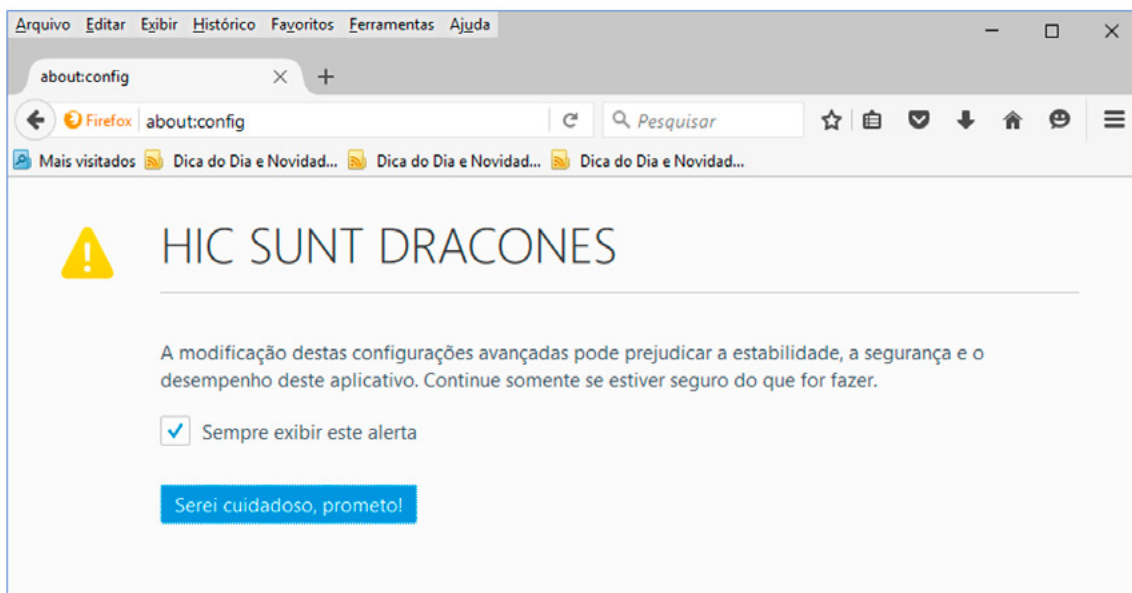 Arquivo Editar Exibir Histórico Favoritos Ferramentas Ajuda
about:config
Firefox about:config Pesquisar
Mais visitados Dica do Dia e Novidad... Dica do Dia e Novidad... Dica do Dia e Novidad...
HIC SUNT DRACONES
A modificação destas configurações avançadas pode prejudicar a estabilidade, a segurança e o
desempenho deste aplicativo. Continue somente se estiver seguro do que for fazer.
Sempre exibir este alerta
Serei cuidadoso, prometo!